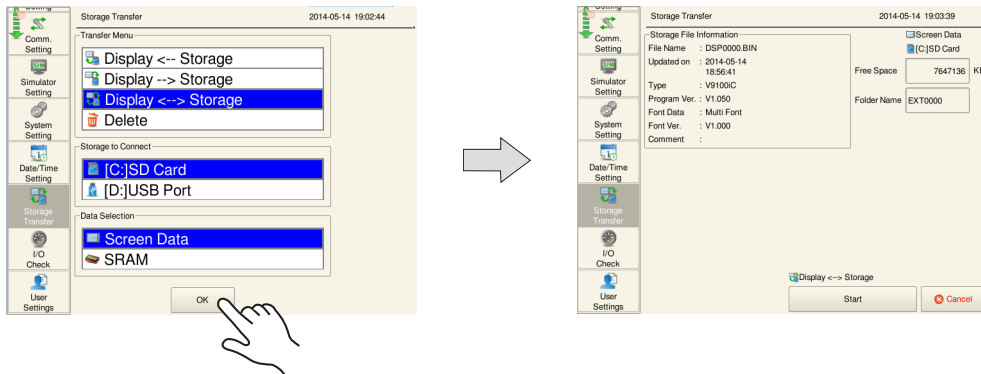 Setting
Storage Transfer
2014-05-14 19:02:44
Comm.
Setting
Simulator
Setting
System
Setting
Date/Time
Setting
Storage
Transfer
I/O
Check
User
Settings
Transfer Menu
Display <-- Storage
Display --> Storage
Display <--> Storage
Delete
Storage to Connect
[C:]SD Card
[D:]USB Port
Data Selection
Screen Data
SRAM
OK
Setting
Storage Transfer
2014-05-14 19:03:39
Comm.
Setting
Simulator
Setting
System
Setting
Date/Time
Setting
Storage
Transfer
I/O
Check
User
Settings
Storage File Information
File Name : DSP0000.BIN
Updated on : 2014-05-14
18:56:41
Type : V9100iC
Program Ver. : V1.050
Font Data : Multi Font
Font Ver. : V1.000
Comment :
Screen Data
[C:]SD Card
Free Space 7647136
Folder Name EXT0000
Display <--> Storage
Start
Cancel